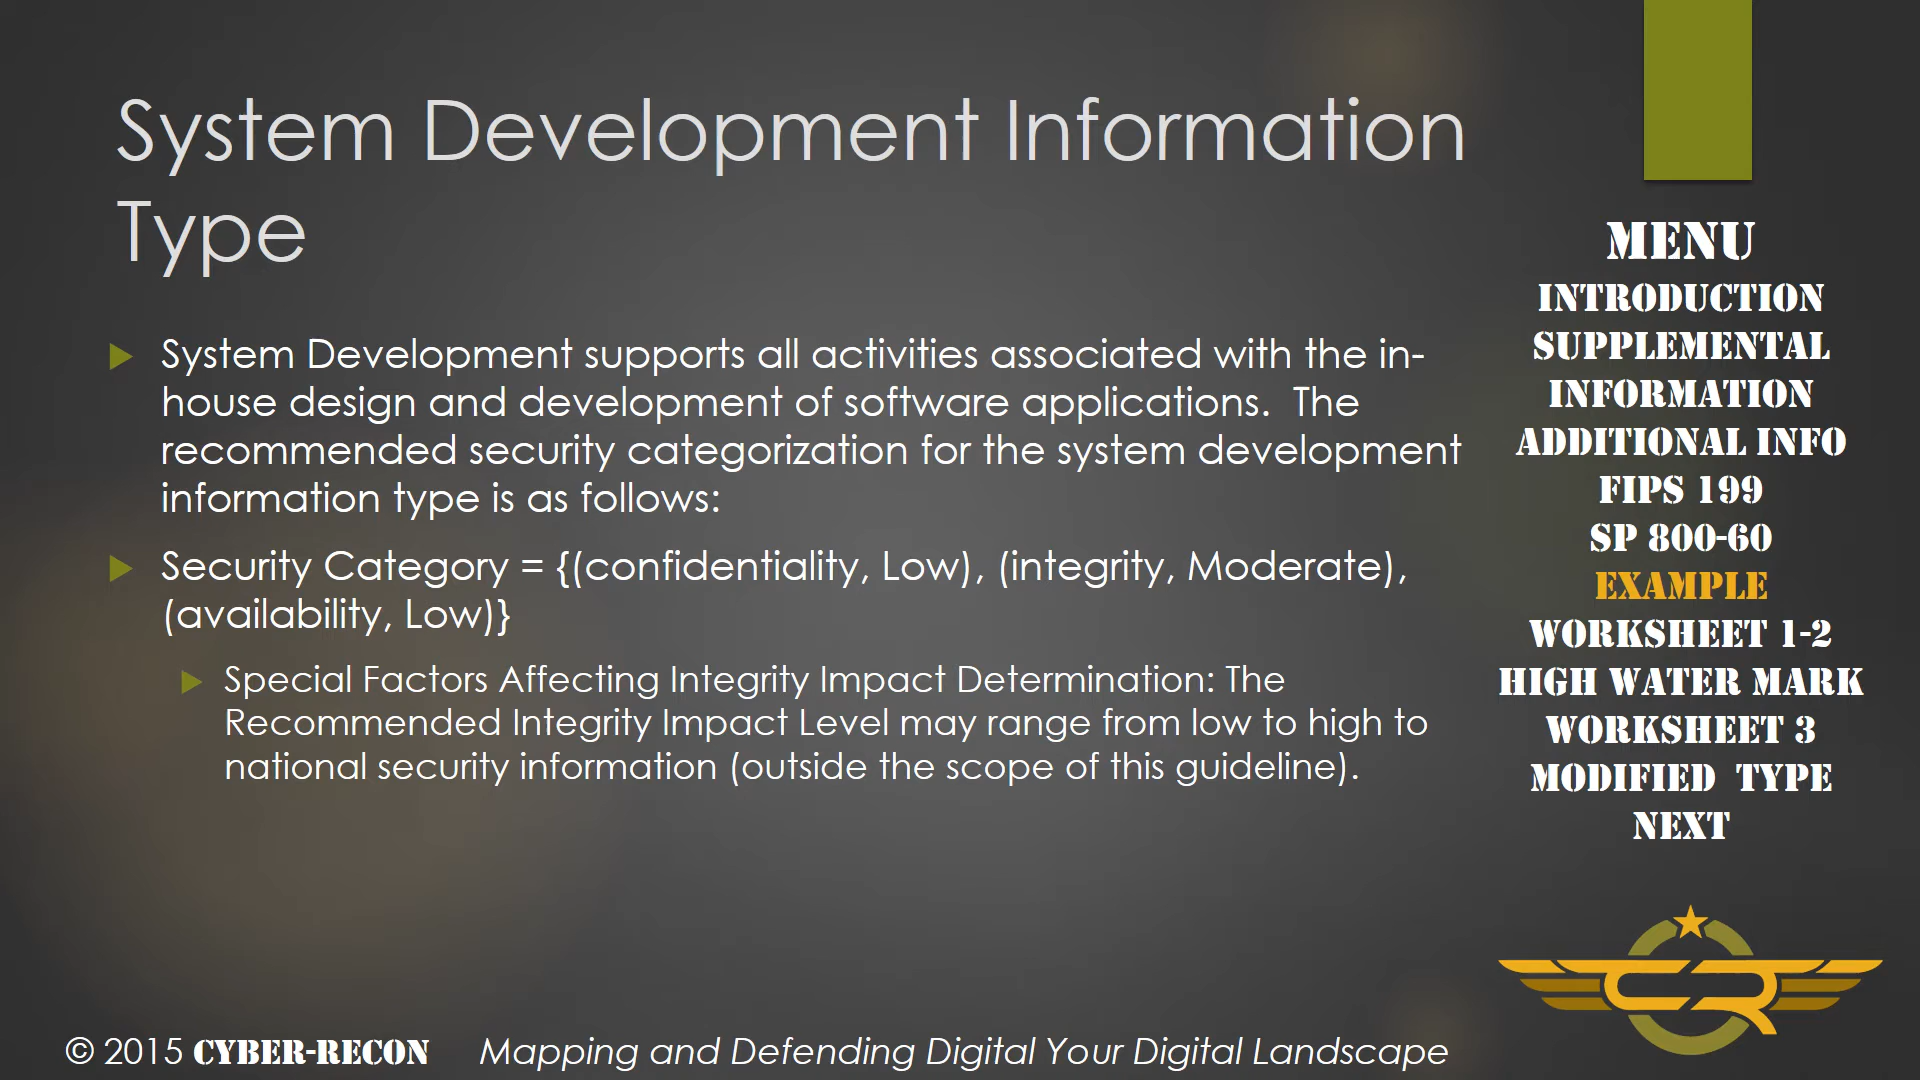 System Development Information
Type
System Development supports all activities associated with the in-
house design and development of software applications.  The
recommended security categorization for the system development
information type is as follows:
Security Category = {(confidentiality, Low), (integrity, Moderate),
(availability, Low)}
Special Factors Affecting Integrity Impact Determination: The
Recommended Integrity Impact Level may range from low to high to
national security information (outside the scope of this guideline).
MENU
INTRODUCTION
SUPPLEMENTAL
INFORMATION
ADDITIONAL INFO
FIPS 199
SP 800-60
EXAMPLE
WORKSHEET 1-2
HIGH WATER MARK
WORKSHEET 3
MODIFIED  TYPE
NEXT
CR
© 2015 CYBER-RECON Mapping and Defending Digital Your Digital Landscape